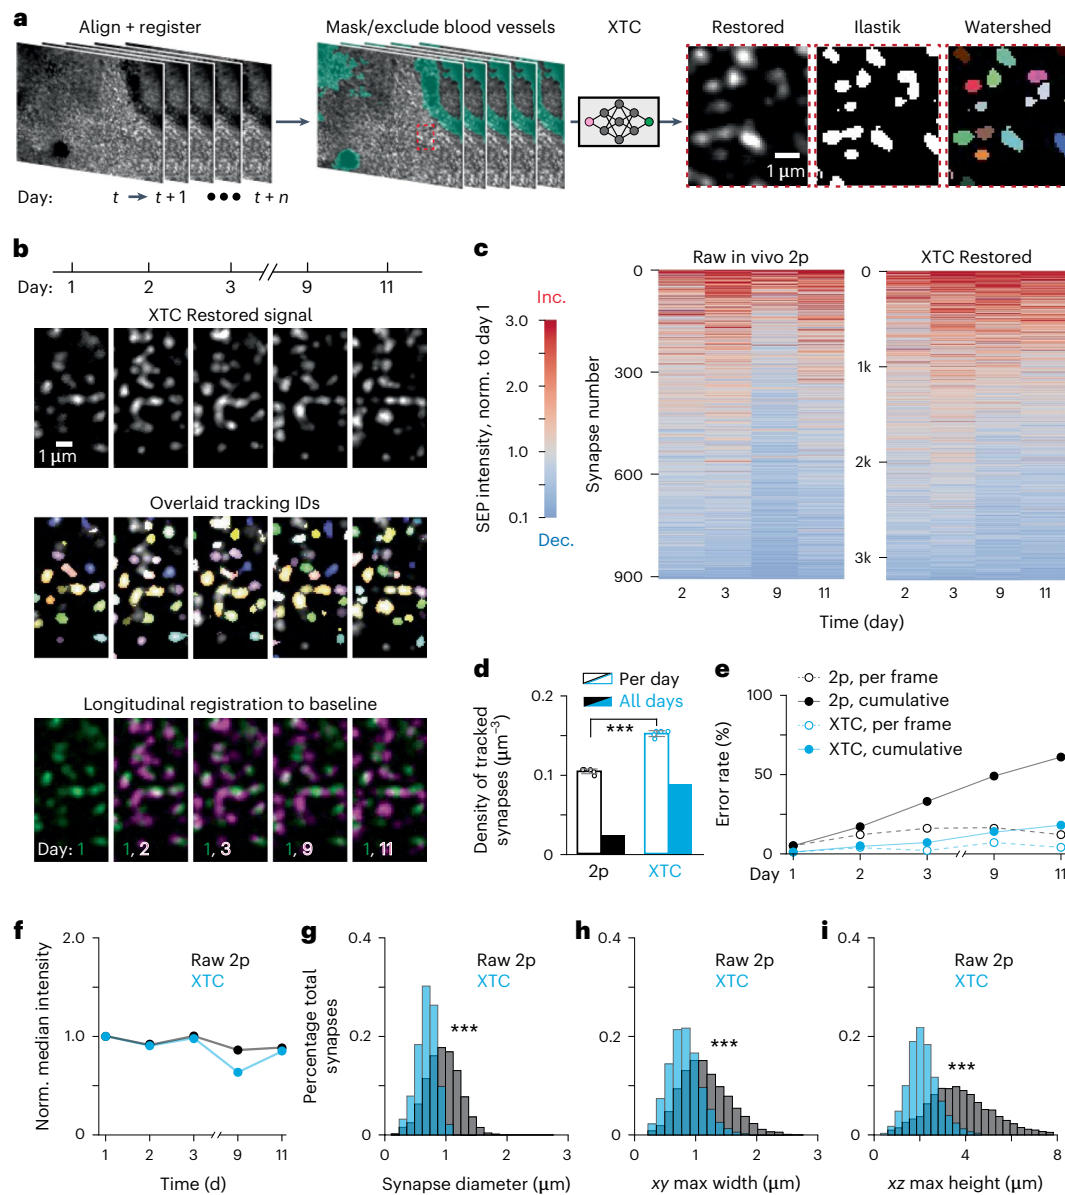 a
Align + register
Mask/exclude blood vessels
XTC
Restored
Ilastik
Watershed
1 µm
Day: t t + 1 t + n
b
Day: 1 2 3 9 11
XTC Restored signal
1 µm
Overlaid tracking IDs
Longitudinal registration to baseline
Day: 1 1, 2 1, 3 1, 9 1, 11
c
Raw in vivo 2p
XTC Restored
Inc.
3.0
2.0
1.0
0.1
Dec.
SEP intensity, norm. to day 1
Synapse number
0
300
600
900
0
1k
2k
3k
2 3 9 11
2 3 9 11
Time (day)
d
Per day
All days
***
Density of tracked
synapses (µm⁻³)
0.2
0.1
0
2p XTC
e
2p, per frame
2p, cumulative
XTC, per frame
XTC, cumulative
Error rate (%)
100
50
0
Day 1 2 3 9 11
f
Norm. median intensity
2.0
1.0
0
Raw 2p
XTC
1 2 3 9 11
Time (d)
g
Percentage total
synapses
0.4
0.2
0
Raw 2p
XTC
***
0 1 2 3
Synapse diameter (µm)
h
0.4
0.2
0
Raw 2p
XTC
***
0 1 2 3
xy max width (µm)
i
0.4
0.2
0
Raw 2p
XTC
***
0 4 8
xz max height (µm)